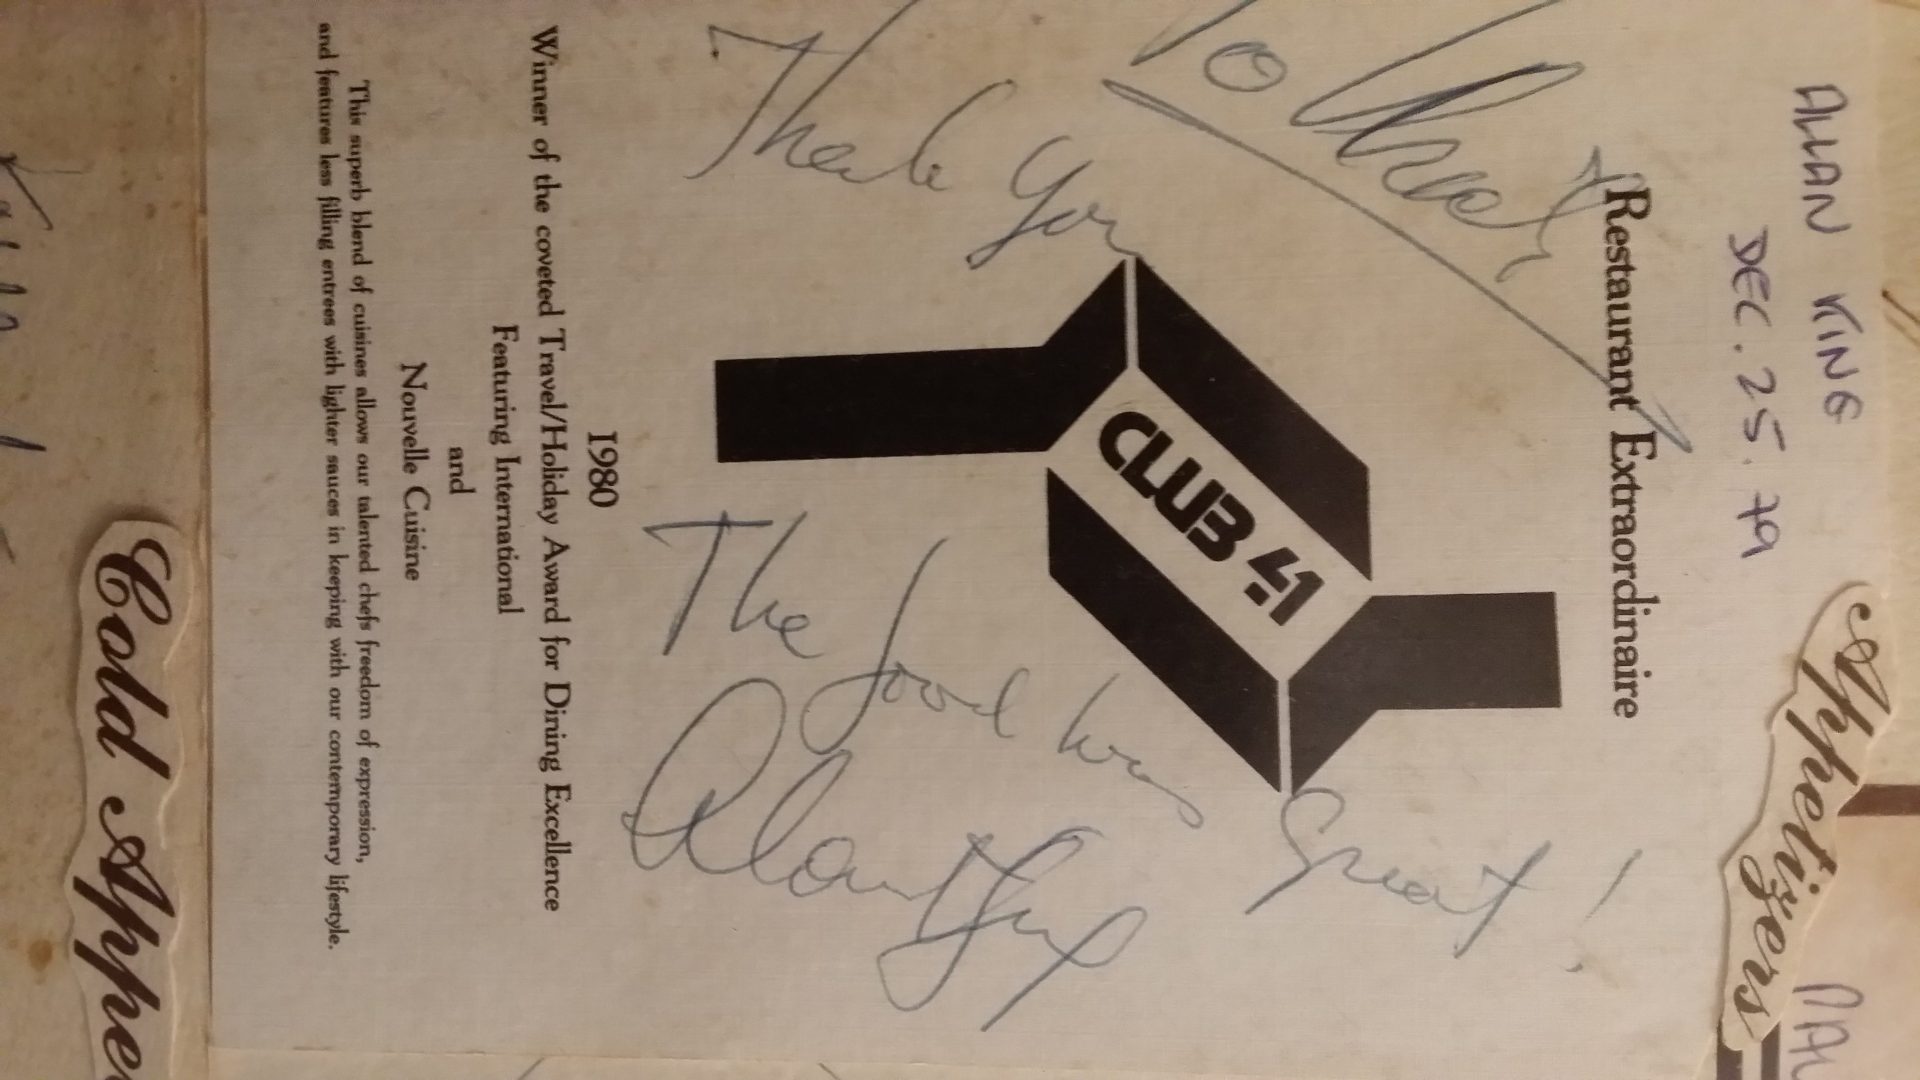 ALLAN KING
DEC. 25. 79
Appetizers
Restaurant Extraordinaire
To
CLUB 41
Thank You
The food was Great!
Alan King
1980
Winner of the coveted Travel/Holiday Award for Dining Excellence
Featuring International
and
Nouvelle Cuisine
This superb blend of cuisines allows our talented chefs freedom of expression,
and features less filling entrees with lighter sauces in keeping with our contemporary lifestyle.
Cold Appe